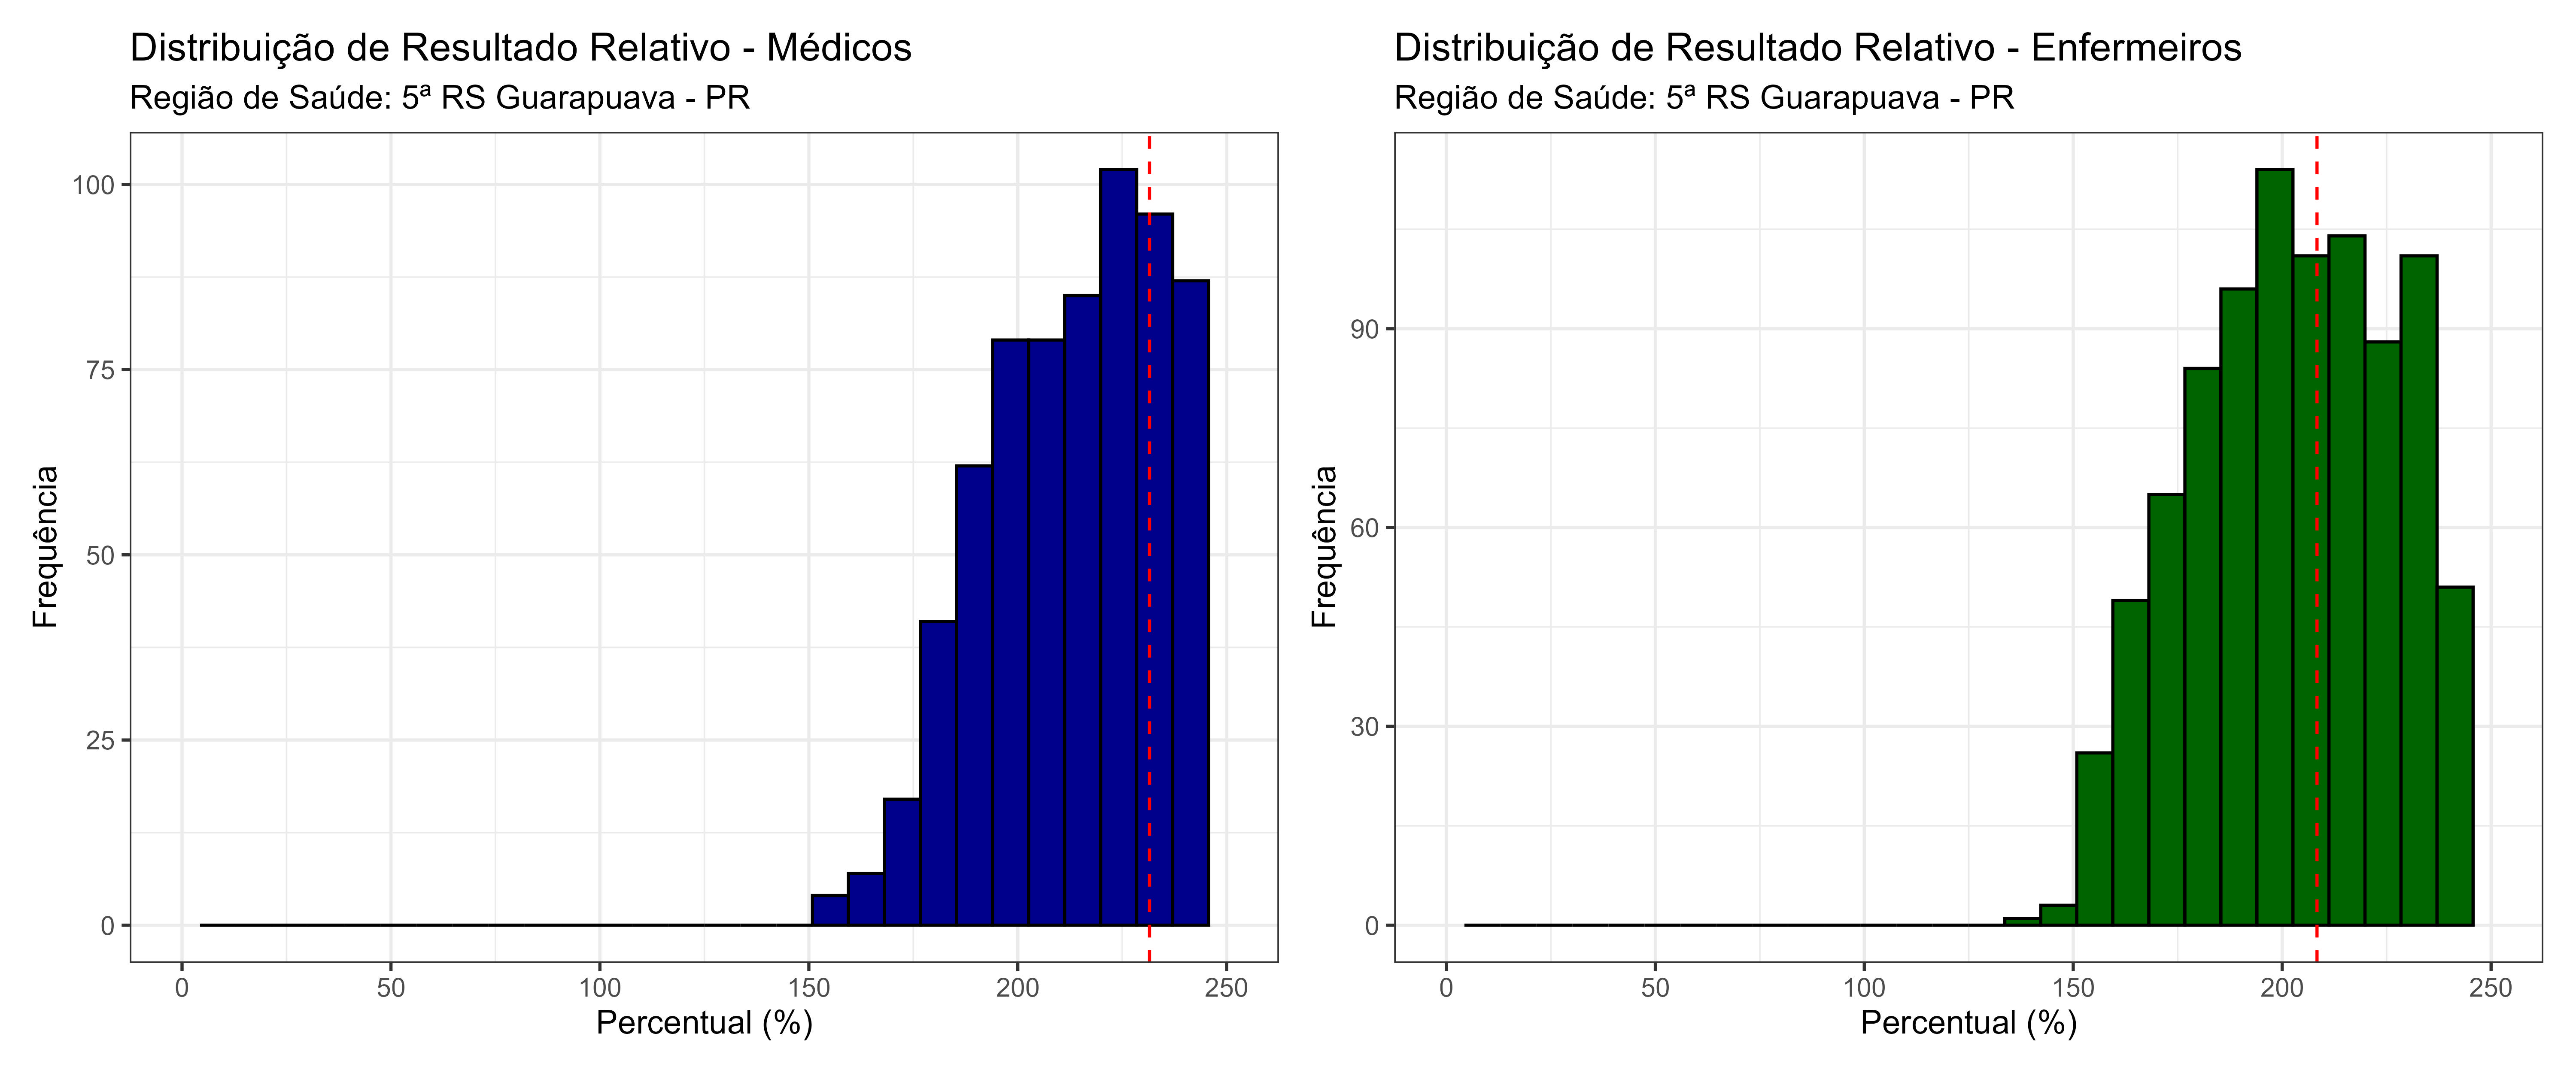 Distribuição de Resultado Relativo - Médicos
Região de Saúde: 5ª RS Guarapuava - PR
100
75
50
25
0
Frequência
0 50 100 150 200 250
Percentual (%)
Distribuição de Resultado Relativo - Enfermeiros
Região de Saúde: 5ª RS Guarapuava - PR
90
60
30
0
Frequência
0 50 100 150 200 250
Percentual (%)